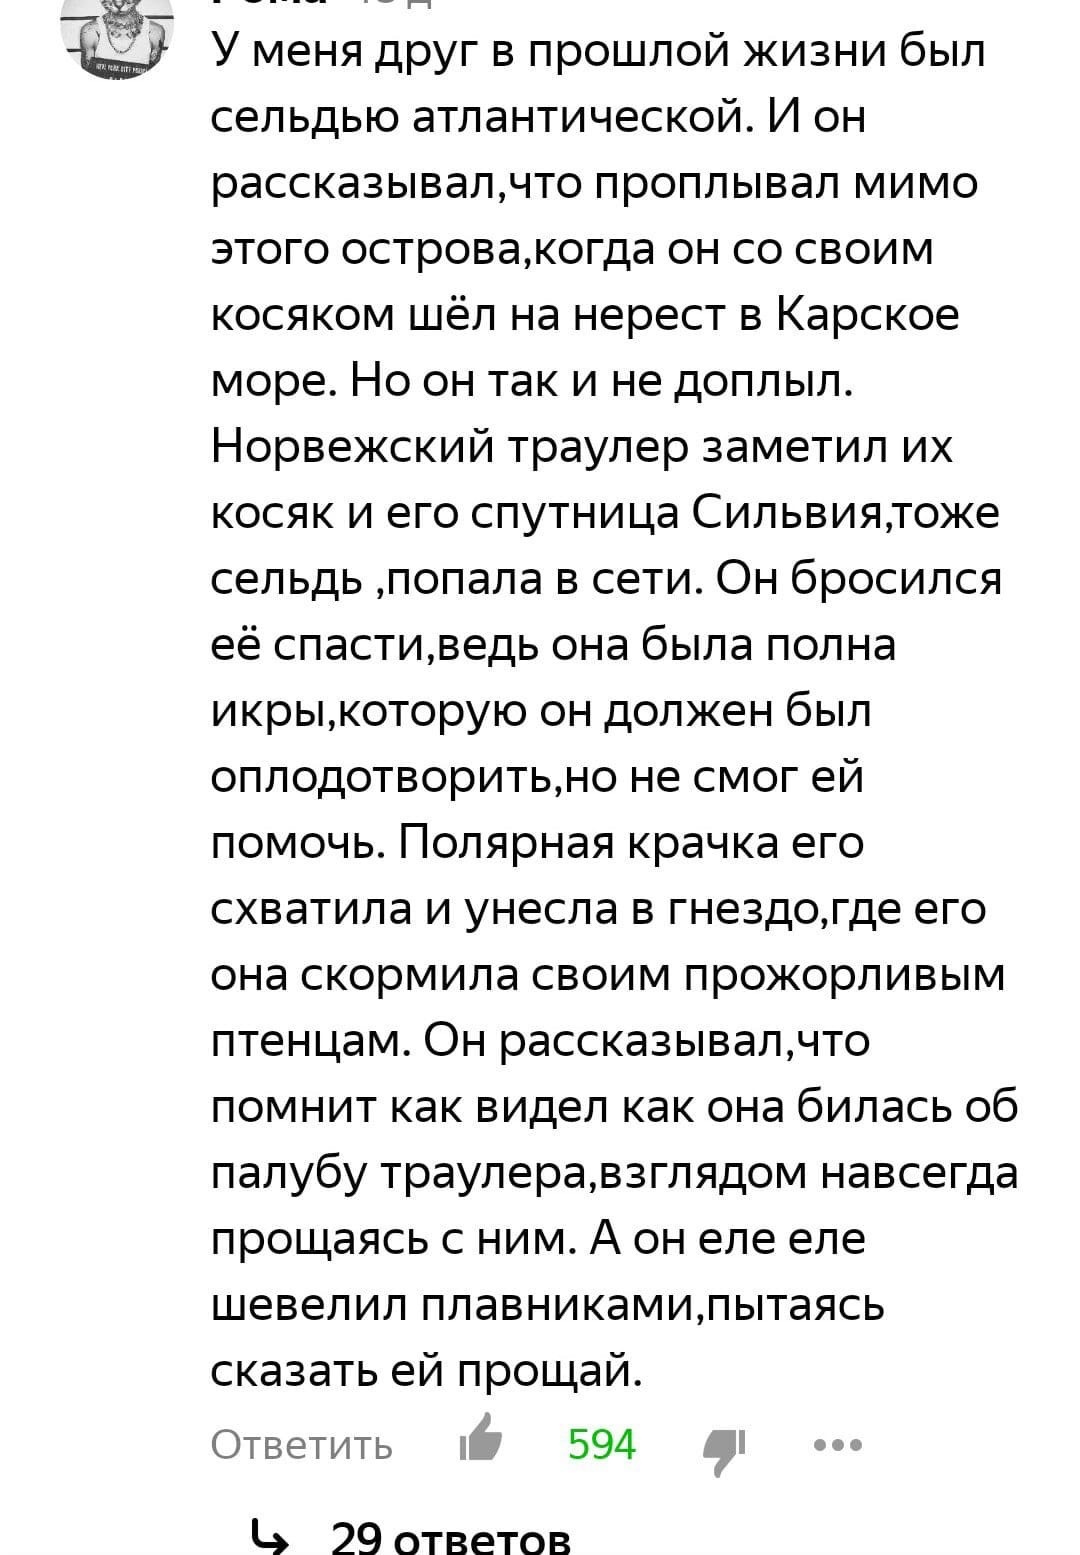 У меня друг в прошлой жизни был
сельдью атлантической. И он
рассказывал,что проплывал мимо
этого острова,когда он со своим
косяком шёл на нерест в Карское
море. Но он так и не доплыл.
Норвежский траулер заметил их
косяк и его спутница Сильвия,тоже
сельдь ,попала в сети. Он бросился
её спасти,ведь она была полна
икры,которую он должен был
оплодотворить,но не смог ей
помочь. Полярная крачка его
схватила и унесла в гнездо,где его
она скормила своим прожорливым
птенцам. Он рассказывал,что
помнит как видел как она билась об
палубу траулера,взглядом навсегда
прощаясь с ним. А он еле еле
шевелил плавниками,пытаясь
сказать ей прощай.
Ответить 594
29 ответов